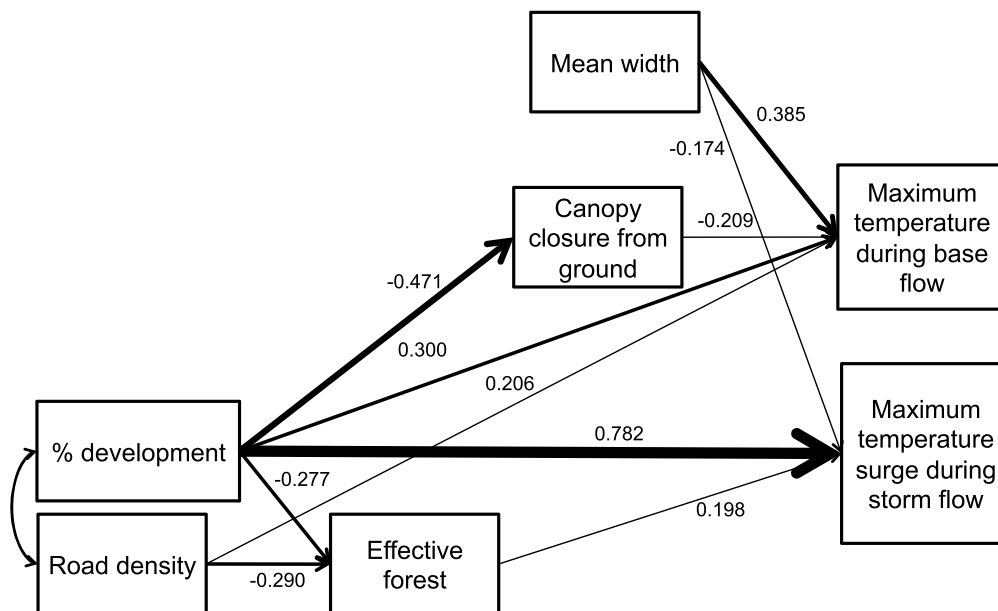 Mean width
0.385
-0.174
Canopy
closure from
ground
-0.209
Maximum
temperature
during base
flow
-0.471
0.300
0.206
% development
0.782
Maximum
temperature
surge during
storm flow
-0.277
0.198
Road density
-0.290
Effective
forest